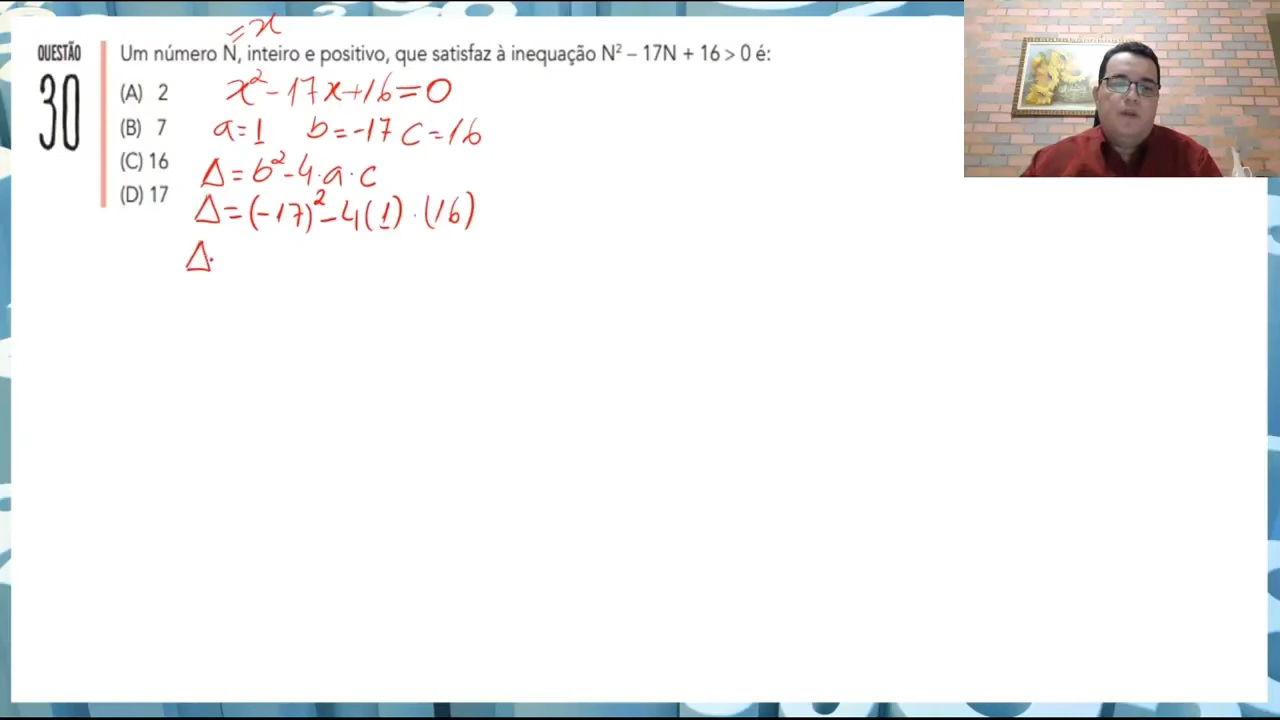 = x
QUESTÃO
30
Um número N, inteiro e positivo, que satisfaz à inequação N² – 17N + 16 > 0 é:
(A) 2
x² - 17x + 16 = 0
(B) 7
a = 1 b = -17 c = 16
(C) 16
Δ = b² - 4 · a · c
(D) 17
Δ = (-17)² - 4(1) · (16)
Δ